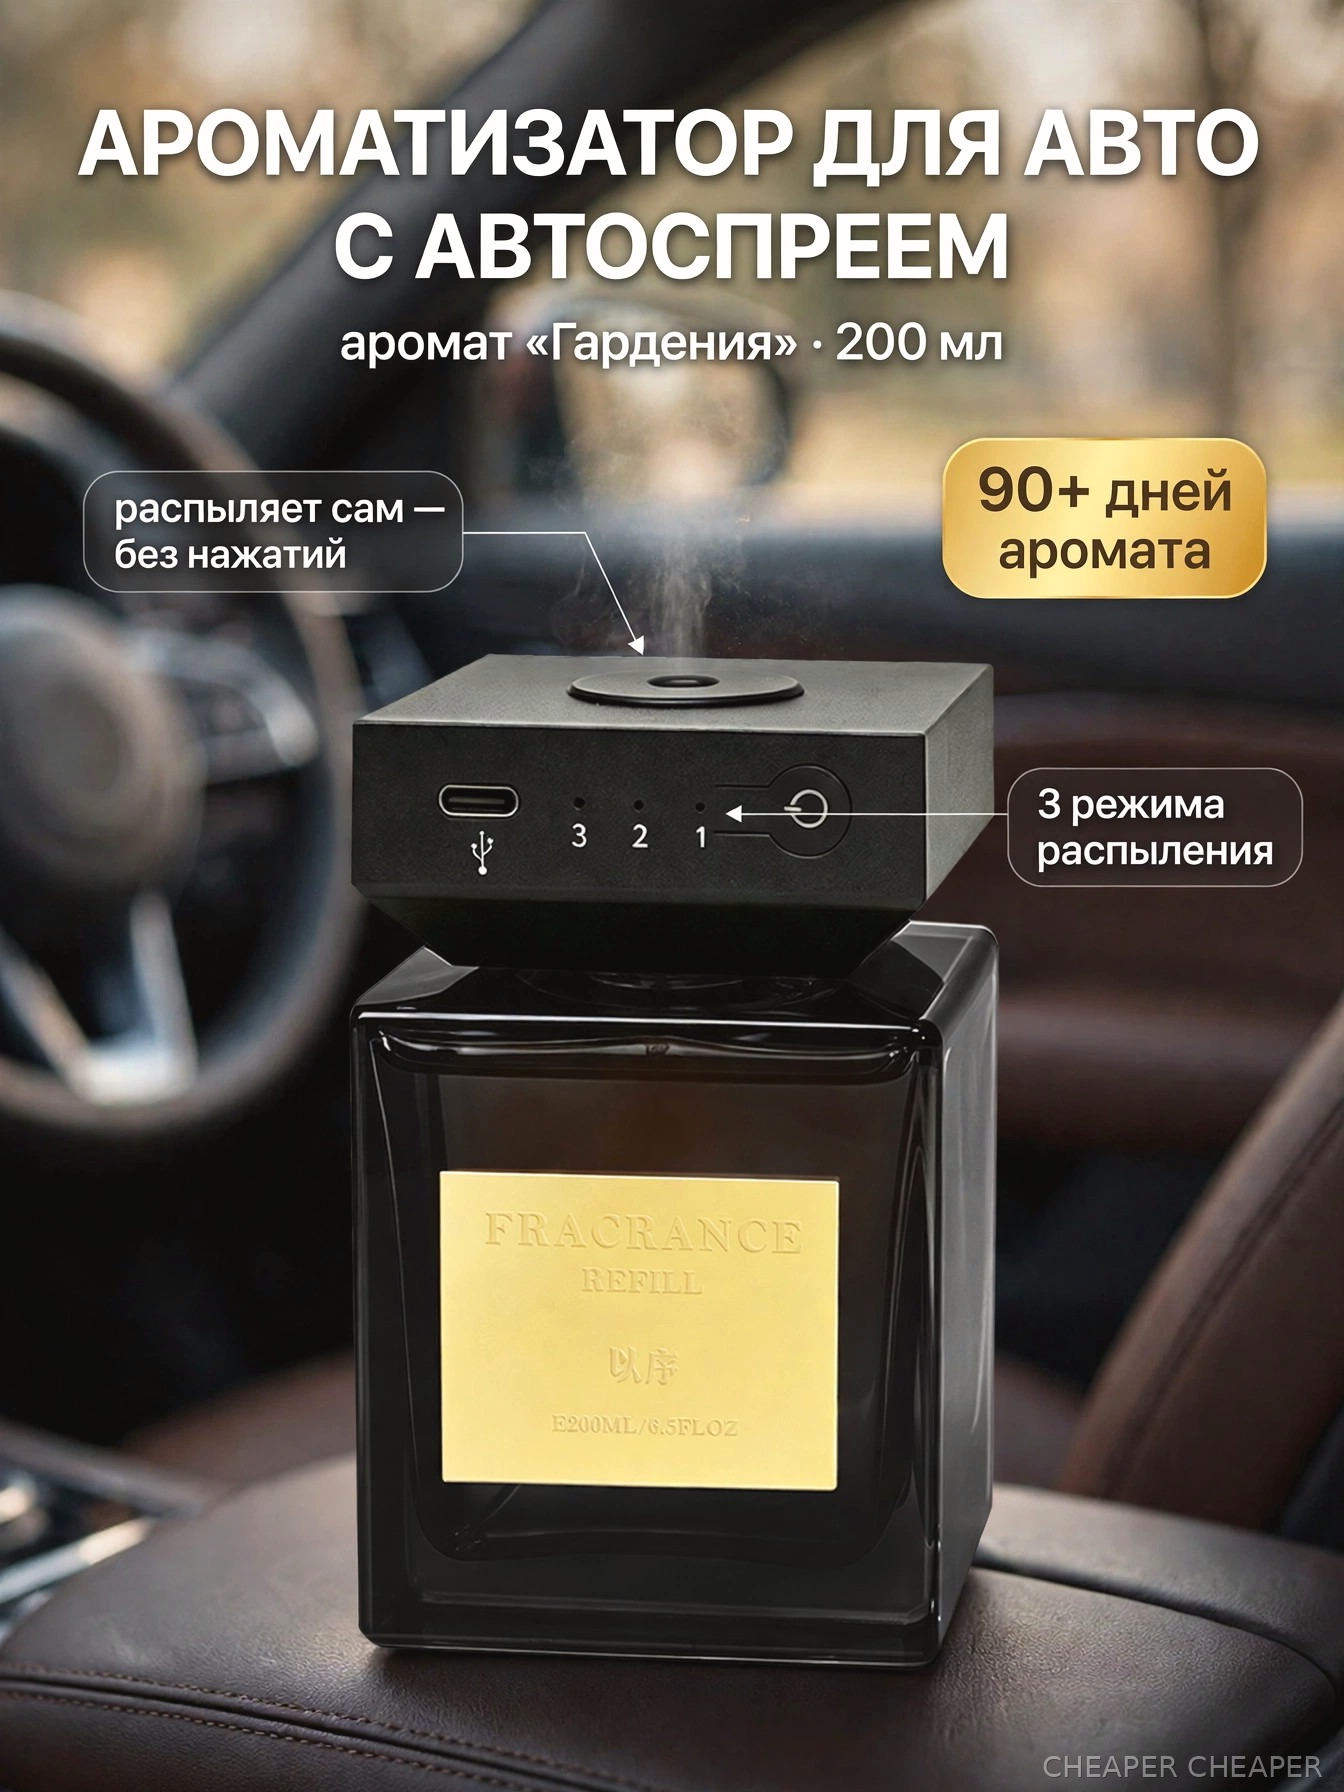 АРОМАТИЗАТОР ДЛЯ АВТО
С АВТОСПРЕЕМ
аромат «Гардения» · 200 мл
распыляет сам —
без нажатий
90+ дней
аромата
3 режима
распыления
3 2 1
FRACRANCE
REFILL
以序
E200ML/6.5FLOZ
CHEAPER CHEAPER